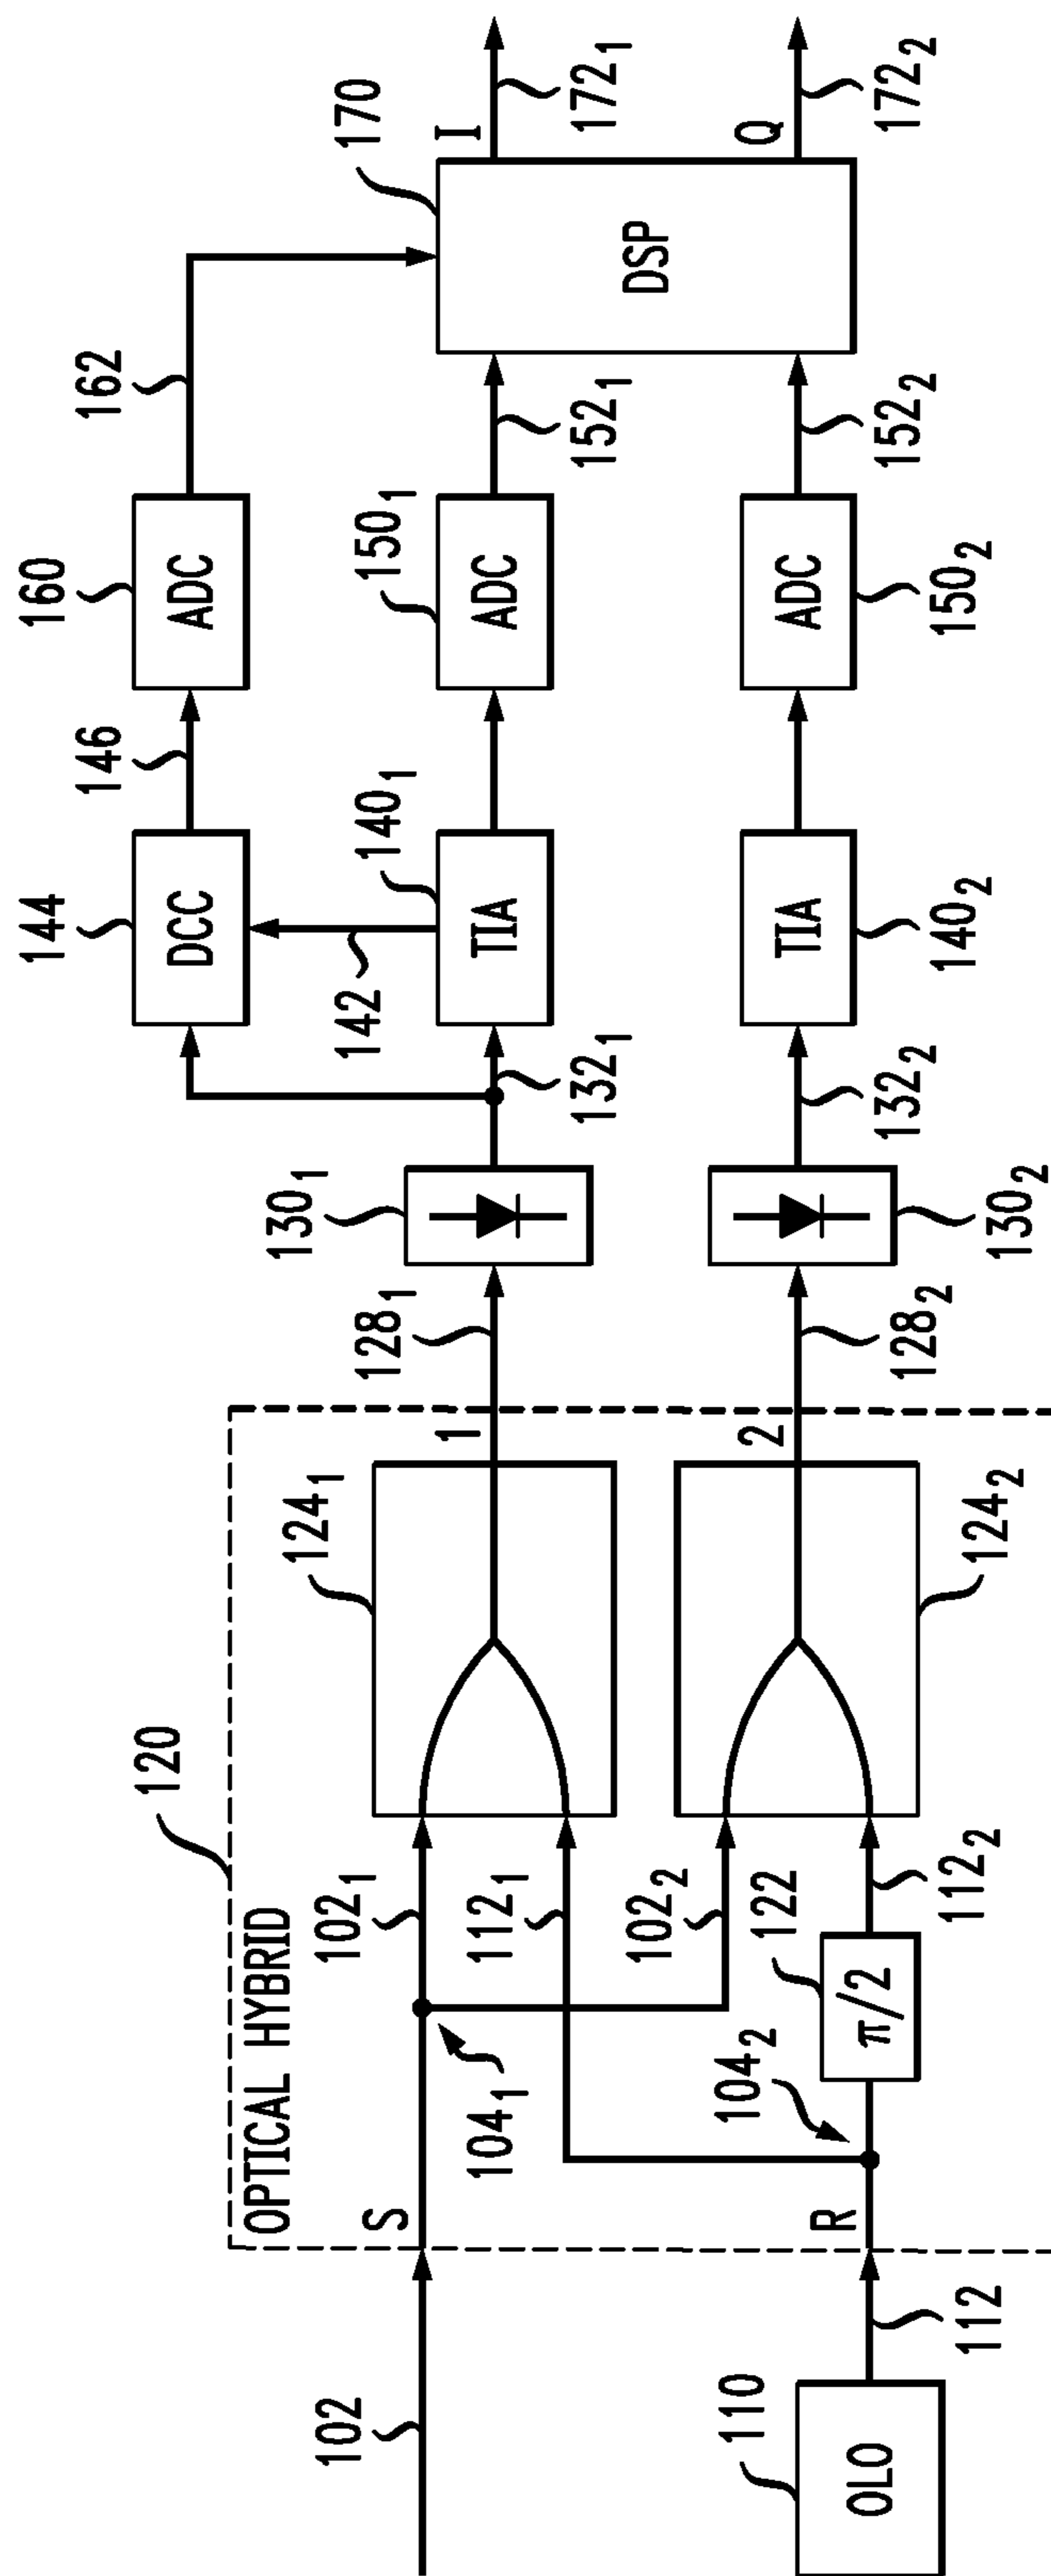 120
OPTICAL HYBRID
102
S
104₁
102₁
112₁
102₂
124₁
1
128₁
130₁
132₁
142
144
DCC
146
160
ADC
162
170
TIA
140₁
ADC
150₁
152₁
DSP
I
172₁
Q
172₂
110
OLO
112
R
104₂
122
π/2
112₂
124₂
2
128₂
130₂
132₂
TIA
140₂
ADC
150₂
152₂